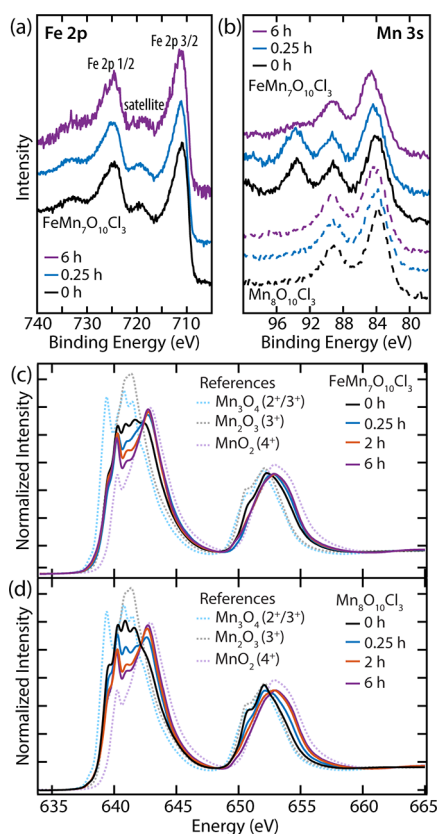 (a) Fe 2p
Fe 2p 3/2
Fe 2p 1/2
satellite
FeMn7O10Cl3
6 h
0.25 h
0 h
Intensity
740 730 720 710
Binding Energy (eV)
Mn 3s
(b)
6 h
0.25 h
0 h
FeMn7O10Cl3
Mn8O10Cl3
96 92 88 84 80
Binding Energy (eV)
(c)
References
Mn3O4 (2+/3+)
Mn2O3 (3+)
MnO2 (4+)
FeMn7O10Cl3
0 h
0.25 h
2 h
6 h
Normalized Intensity
(d)
References
Mn3O4 (2+/3+)
Mn2O3 (3+)
MnO2 (4+)
Mn8O10Cl3
0 h
0.25 h
2 h
6 h
Normalized Intensity
635 640 645 650 655 660 665
Energy (eV)